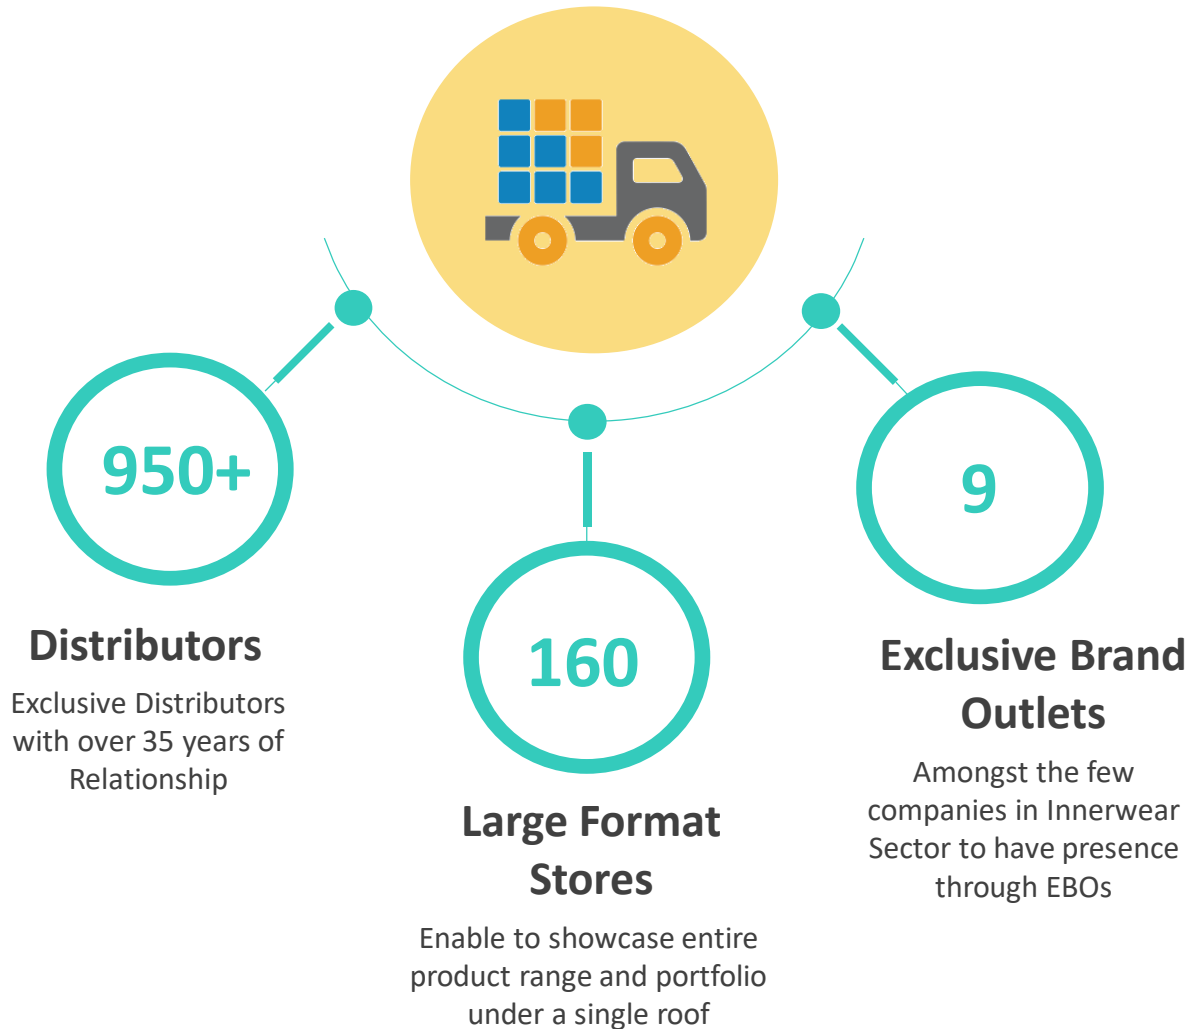 950+
Distributors
Exclusive Distributors
with over 35 years of
Relationship
160
Large Format
Stores
Enable to showcase entire
product range and portfolio
under a single roof
9
Exclusive Brand
Outlets
Amongst the few
companies in Innerwear
Sector to have presence
through EBOs